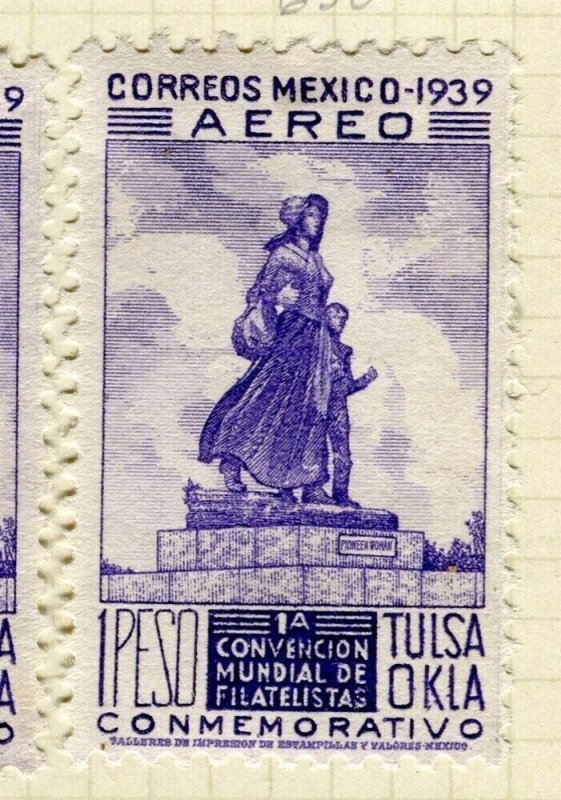 CORREOS MEXICO-1939
AEREO
PIONEER WOMAN
1 PESO
1A
CONVENCION
MUNDIAL DE
FILATELISTAS
TULSA
OKLA
CONMEMORATIVO
TALLERES DE IMPRESION DE ESTAMPILLAS Y VALORES-MEXICO.
9
A
A
O